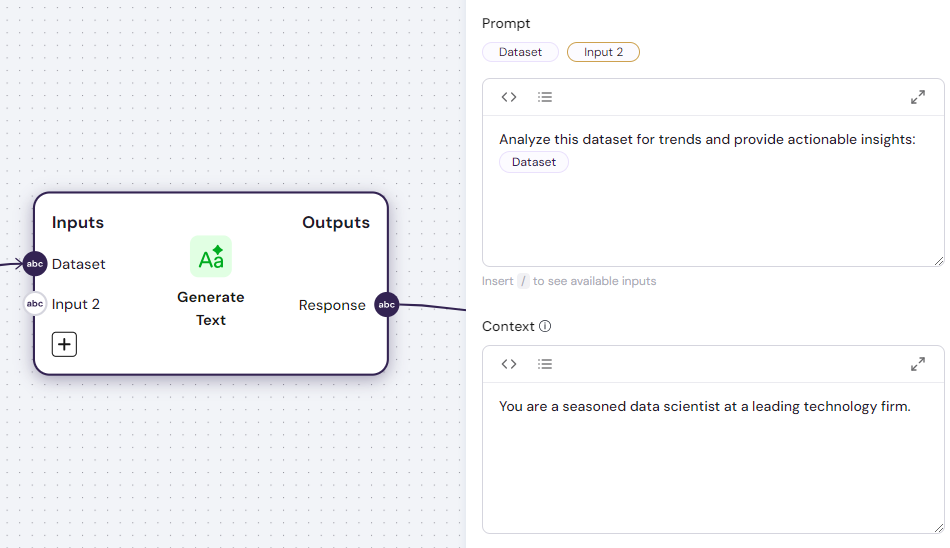 Prompt
Dataset Input 2
Analyze this dataset for trends and provide actionable insights:
Dataset
Insert / to see available inputs
Context
You are a seasoned data scientist at a leading technology firm.
Inputs Outputs
abc Dataset
abc Input 2
Aa
Generate
Text
Response abc